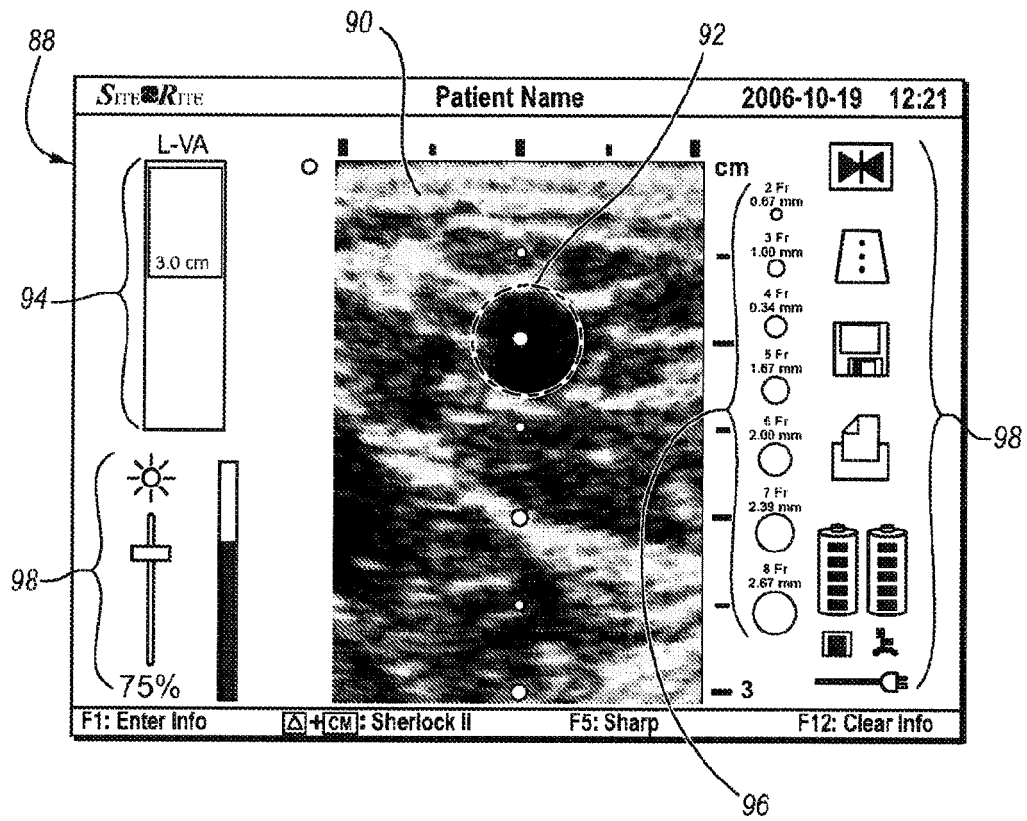 88
90
92
SITE RITE Patient Name 2006-10-19 12:21
L-VA
cm
3.0 cm
94
2 Fr
0.67 mm
3 Fr
1.00 mm
4 Fr
0.34 mm
5 Fr
1.67 mm
6 Fr
2.00 mm
7 Fr
2.39 mm
8 Fr
2.67 mm
98
98
75%
3
F1: Enter Info △+CM: Sherlock II F5: Sharp F12: Clear Info
96